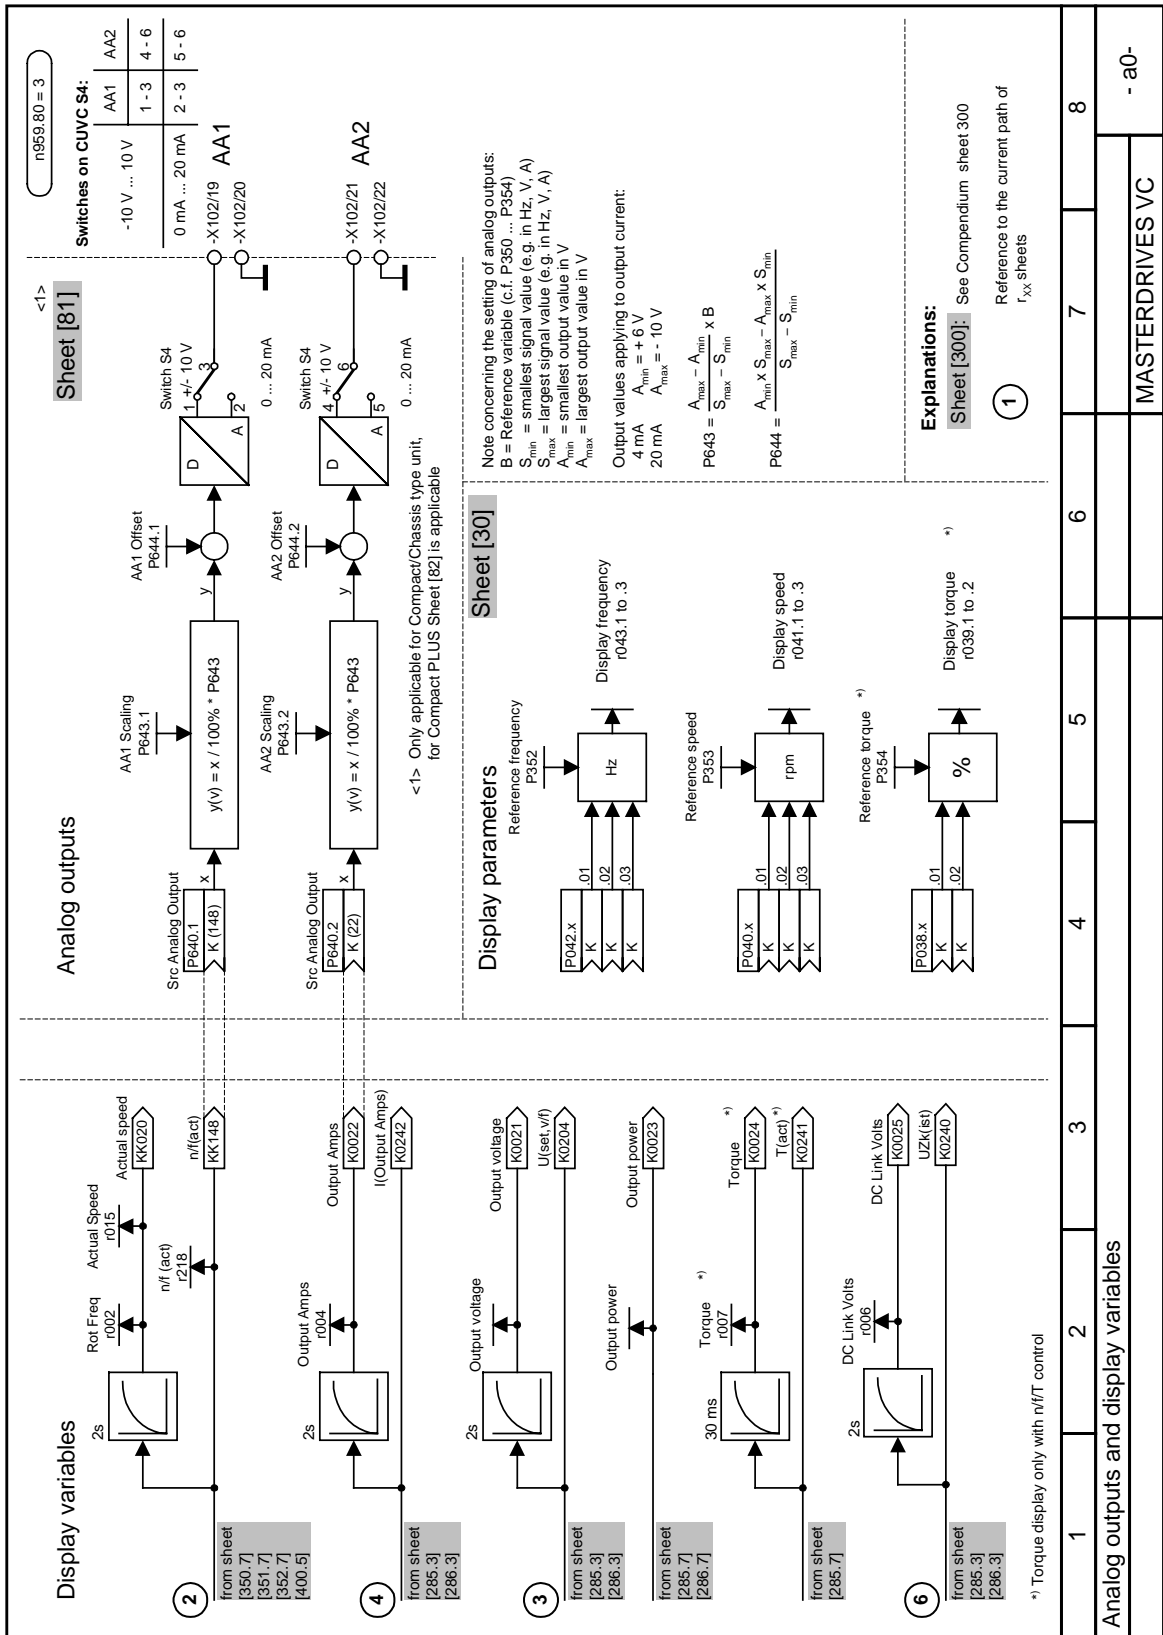 n959.80 = 3
Switches on CUVC S4:
AA1 AA2
-10 V ... 10 V 1 - 3 4 - 6
0 mA ... 20 mA 2 - 3 5 - 6
Display variables
2
from sheet
[350.7]
[351.7]
[352.7]
[400.5]
2s
Rot Freq
r002
Actual Speed
r015
Actual speed
KK020
n/f (act)
r218
n/f(act)
KK148
4
from sheet
[285.3]
[286.3]
2s
Output Amps
r004
Output Amps
K0022
I(Output Amps)
K0242
3
from sheet
[285.3]
[286.3]
2s
Output voltage
Output voltage
K0021
U(set,v/f)
K0204
from sheet
[285.7]
[286.7]
Output power
Output power
K0023
from sheet
[285.7]
30 ms
Torque *)
r007
Torque *)
K0024
T(act) *)
K0241
6
from sheet
[285.3]
[286.3]
2s
DC Link Volts
r006
DC Link Volts
K0025
UZk(ist)
K0240
*) Torque display only with n/f/T control
Analog outputs
<1>
Sheet [81]
Src Analog Output
P640.1
K (148)
x
AA1 Scaling
P643.1
y(v) = x / 100% * P643
y
AA1 Offset
P644.1
D
A
Switch S4
1 +/- 10 V
3
2
0 ... 20 mA
-X102/19
AA1
-X102/20
Src Analog Output
P640.2
K (22)
x
AA2 Scaling
P643.2
y(v) = x / 100% * P643
y
AA2 Offset
P644.2
D
A
Switch S4
4 +/- 10 V
6
5
0 ... 20 mA
-X102/21
AA2
-X102/22
<1> Only applicable for Compact/Chassis type unit,
for Compact PLUS Sheet [82] is applicable
Display parameters
Sheet [30]
P042.x
K .01
K .02
K .03
Reference frequency
P352
Hz
Display frequency
r043.1 to .3
P040.x
K .01
K .02
K .03
Reference speed
P353
rpm
Display speed
r041.1 to .3
P038.x
K .01
K .02
Reference torque *)
P354
%
Display torque *)
r039.1 to .2
Note concerning the setting of analog outputs:
B = Reference variable (c.f. P350 ... P354)
Smin = smallest signal value (e.g. in Hz, V, A)
Smax = largest signal value (e.g. in Hz, V, A)
Amin = smallest output value in V
Amax = largest output value in V
Output values applying to output current:
4 mA Amin = + 6 V
20 mA Amax = - 10 V
P643 = Amax – Amin / Smax – Smin x B
P644 = Amin x Smax – Amax x Smin / Smax – Smin
Explanations:
Sheet [300]: See Compendium sheet 300
1 Reference to the current path of
rXX sheets
1 2 3 4 5 6 7 8
Analog outputs and display variables
MASTERDRIVES VC
- a0-